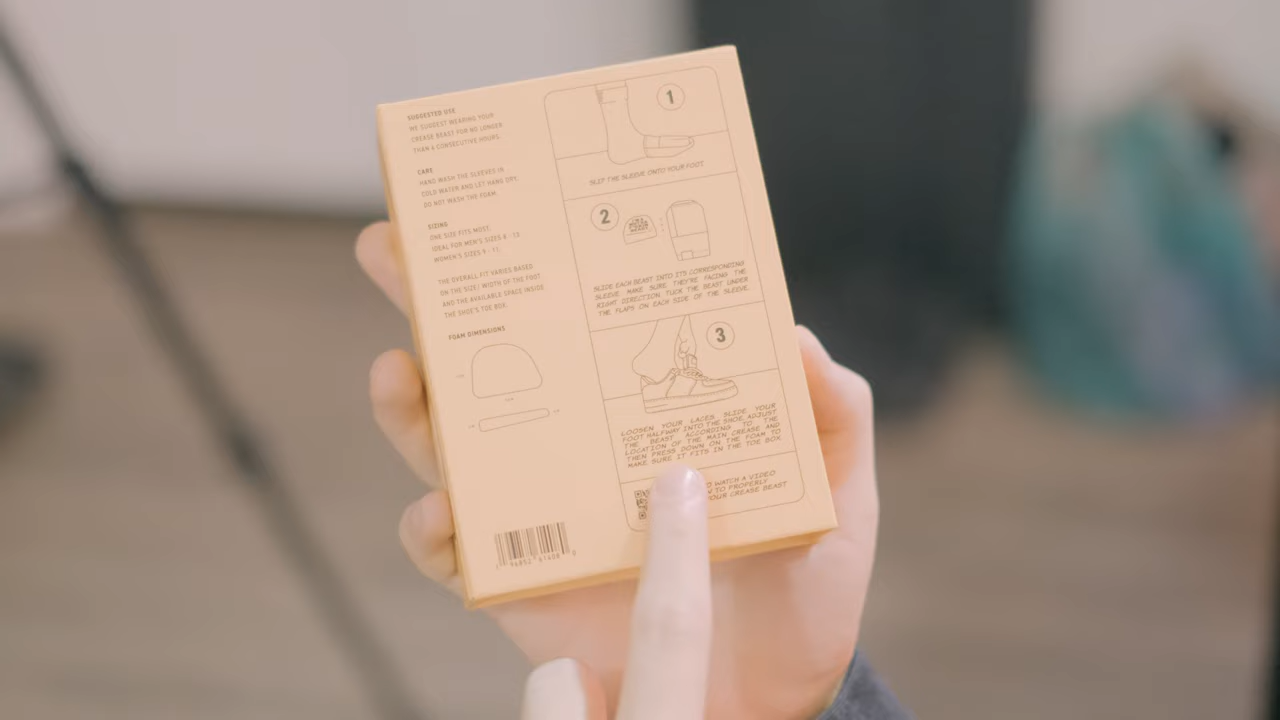 SUGGESTED USE
WE SUGGEST WEARING YOUR
CREASE BEAST FOR NO LONGER
THAN 4 CONSECUTIVE HOURS.
CARE
HAND WASH THE SLEEVES IN
COLD WATER AND LET HANG DRY.
DO NOT WASH THE FOAM.
SIZING
ONE SIZE FITS MOST.
IDEAL FOR MEN'S SIZES 8 - 13
WOMEN'S SIZES 9 - 11.
THE OVERALL FIT VARIES BASED
ON THE SIZE/ WIDTH OF THE FOOT
AND THE AVAILABLE SPACE INSIDE
THE SHOE'S TOE BOX.
FOAM DIMENSIONS
1
SLIP THE SLEEVE ONTO YOUR FOOT
2
SLIDE EACH BEAST INTO ITS CORRESPONDING
SLEEVE. MAKE SURE THEY'RE FACING THE
RIGHT DIRECTION. TUCK THE BEAST UNDER
THE FLAPS ON EACH SIDE OF THE SLEEVE.
3
LOOSEN YOUR LACES. SLIDE YOUR
FOOT HALFWAY INTO THE SHOE. ADJUST
THE BEAST ACCORDING TO THE
LOCATION OF THE MAIN CREASE AND
THEN PRESS DOWN ON THE FOAM TO
MAKE SURE IT FITS IN THE TOE BOX
WATCH A VIDEO
TO PROPERLY
YOUR CREASE BEAST